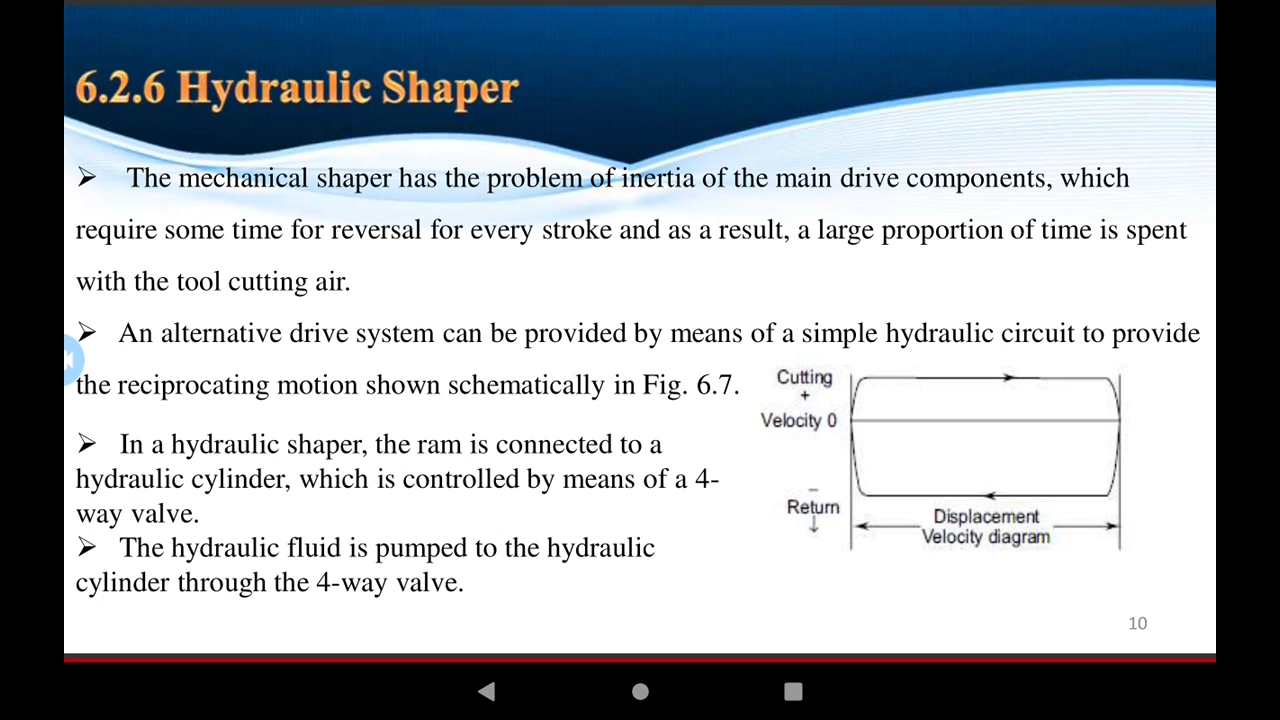 6.2.6 Hydraulic Shaper
➢ The mechanical shaper has the problem of inertia of the main drive components, which
require some time for reversal for every stroke and as a result, a large proportion of time is spent
with the tool cutting air.
➢ An alternative drive system can be provided by means of a simple hydraulic circuit to provide
the reciprocating motion shown schematically in Fig. 6.7.
➢ In a hydraulic shaper, the ram is connected to a
hydraulic cylinder, which is controlled by means of a 4-
way valve.
➢ The hydraulic fluid is pumped to the hydraulic
cylinder through the 4-way valve.
Cutting
+
Velocity 0
–
Return
↓
Displacement
Velocity diagram
10